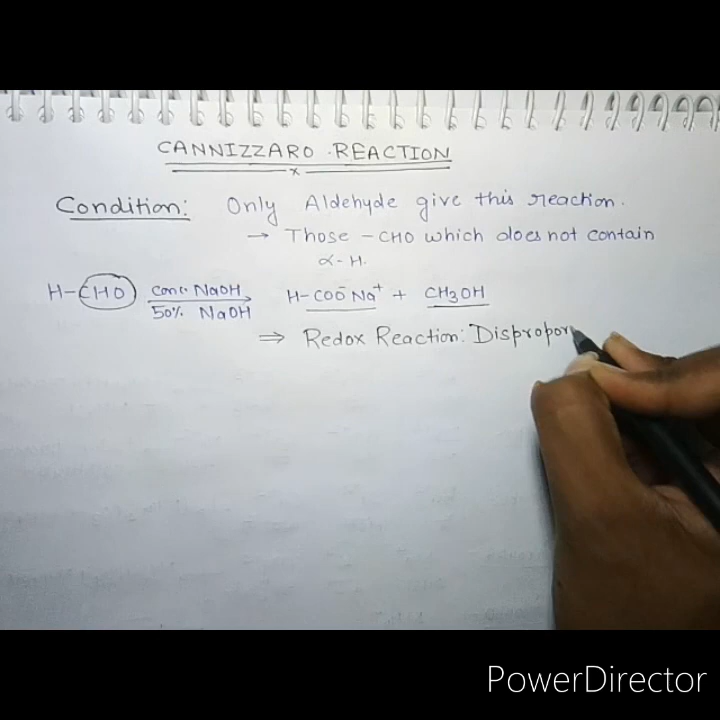 CANNIZZARO REACTION
x
Condition: Only Aldehyde give this reaction.
→ Those -CHO which does not contain
α-H.
H-CHO conc. NaOH H-COO⁻Na⁺ + CH3OH
50% NaOH
⇒ Redox Reaction: Dispropor
PowerDirector